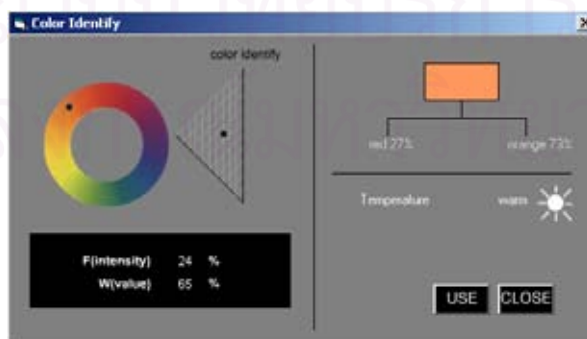 Color Identify
color identify
red 27%
orange 73%
Temperature warm
F(intensity) 24 %
W(value) 65 %
USE CLOSE